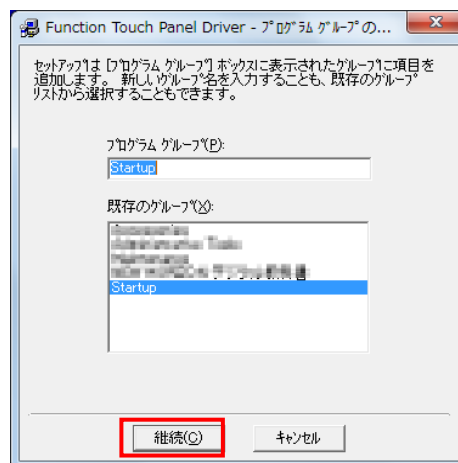 Function Touch Panel Driver - ﾌﾟﾛｸﾞﾗﾑ ｸﾞﾙｰﾌﾟの...
ｾｯﾄｱｯﾌﾟは [ﾌﾟﾛｸﾞﾗﾑ ｸﾞﾙｰﾌﾟ] ﾎﾞｯｸｽに表示されたｸﾞﾙｰﾌﾟに項目を
追加します。 新しいｸﾞﾙｰﾌﾟ名を入力することも、既存のｸﾞﾙｰﾌﾟ
ﾘｽﾄから選択することもできます。
ﾌﾟﾛｸﾞﾗﾑ ｸﾞﾙｰﾌﾟ(P):
Startup
既存のｸﾞﾙｰﾌﾟ(X):
Startup
継続(C)
ｷｬﾝｾﾙ